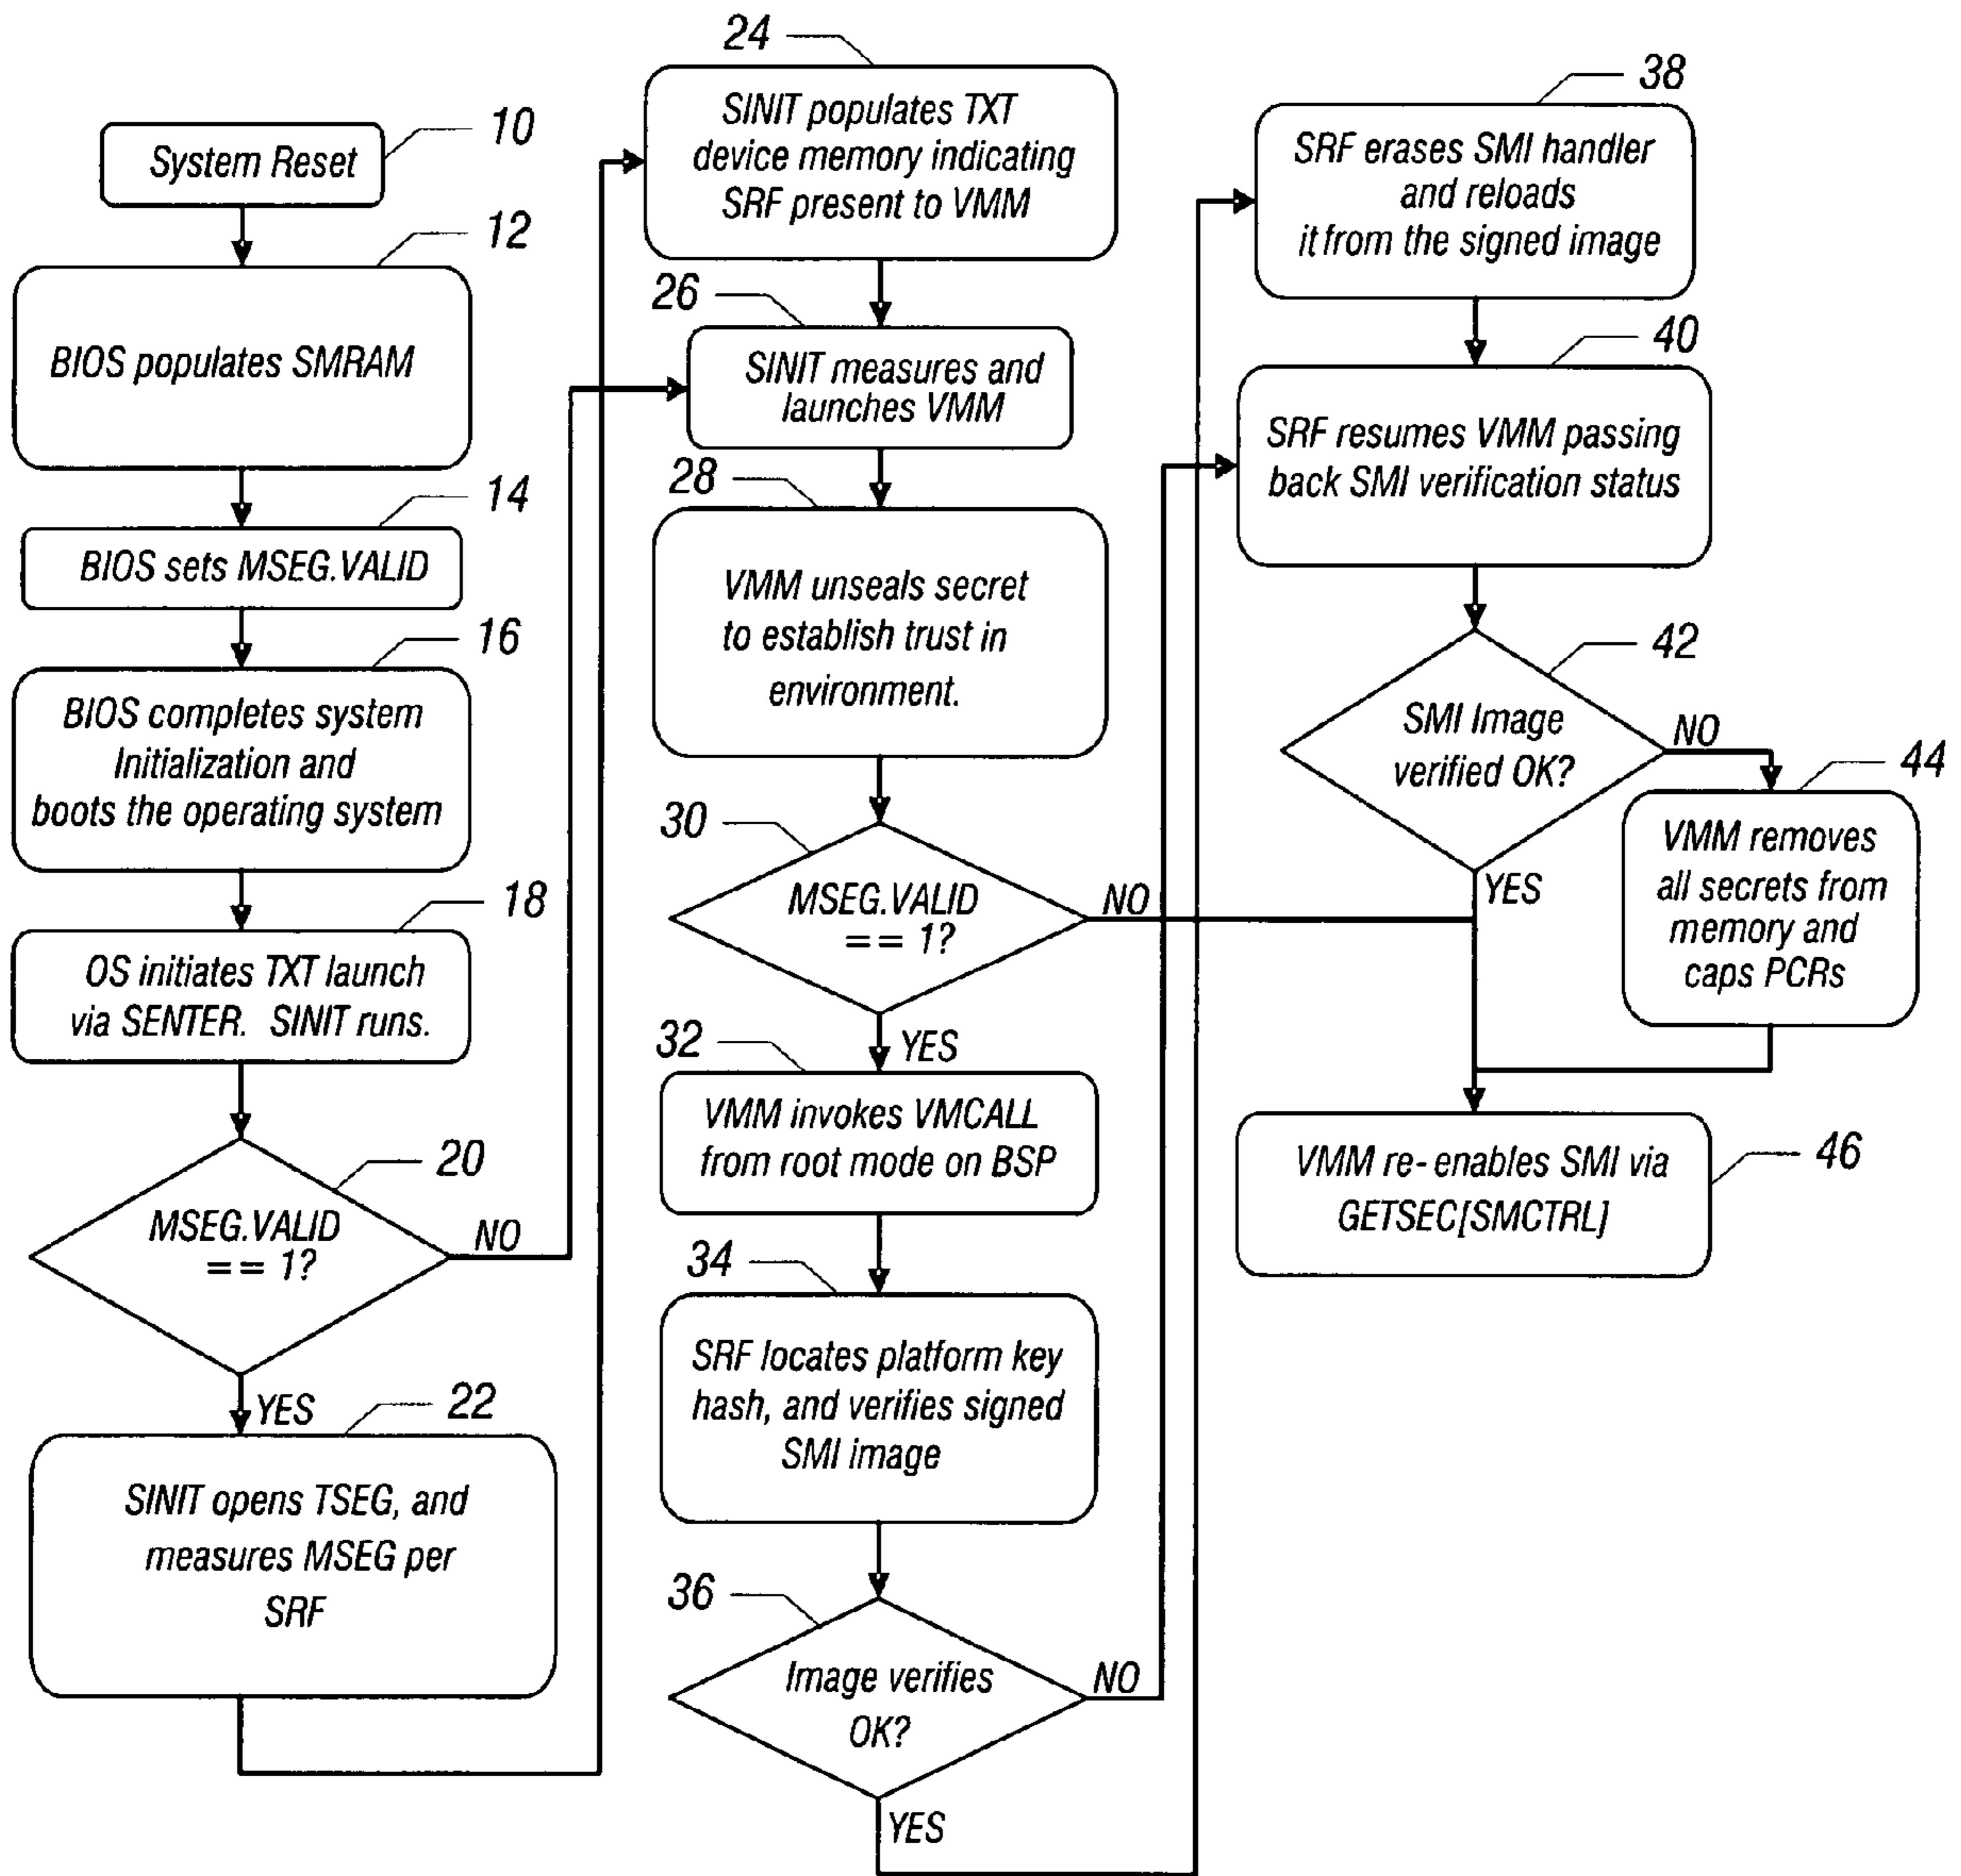 10
System Reset
12
BIOS populates SMRAM
14
BIOS sets MSEG.VALID
16
BIOS completes system
Initialization and
boots the operating system
18
OS initiates TXT launch
via SENTER. SINIT runs.
20
MSEG.VALID
== 1?
NO
YES
22
SINIT opens TSEG, and
measures MSEG per
SRF
24
SINIT populates TXT
device memory indicating
SRF present to VMM
26
SINIT measures and
launches VMM
28
VMM unseals secret
to establish trust in
environment.
30
MSEG.VALID
== 1?
NO
YES
32
VMM invokes VMCALL
from root mode on BSP
34
SRF locates platform key
hash, and verifies signed
SMI image
36
Image verifies
OK?
NO
YES
38
SRF erases SMI handler
and reloads
it from the signed image
40
SRF resumes VMM passing
back SMI verification status
42
SMI Image
verified OK?
NO
YES
44
VMM removes
all secrets from
memory and
caps PCRs
46
VMM re-enables SMI via
GETSEC[SMCTRL]